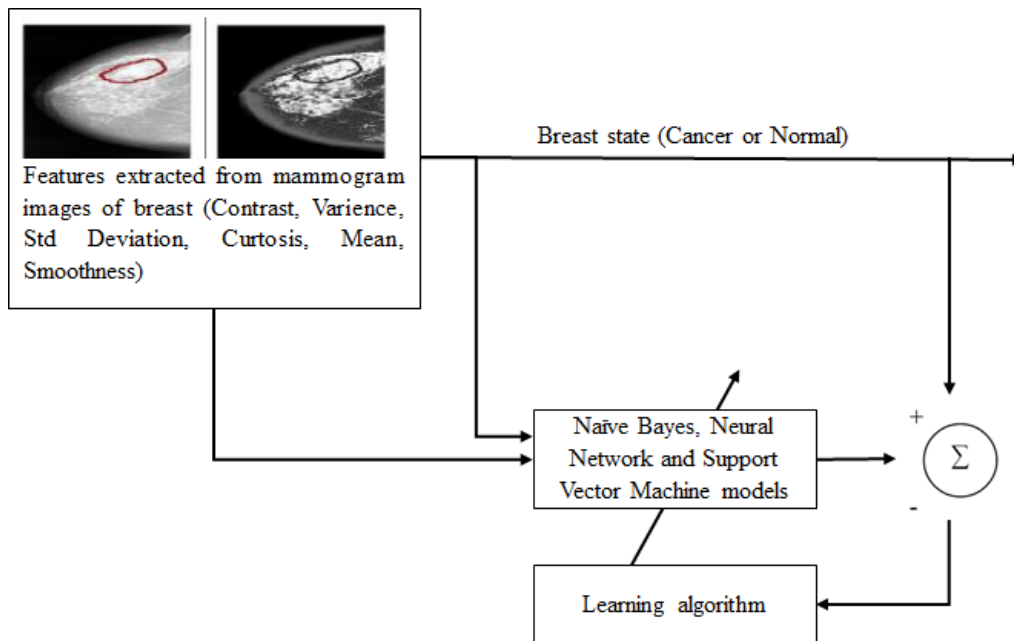 Features extracted from mammogram
images of breast (Contrast, Varience,
Std Deviation, Curtosis, Mean,
Smoothness)
Breast state (Cancer or Normal)
Naīve Bayes, Neural
Network and Support
Vector Machine models
+
Σ
-
Learning algorithm